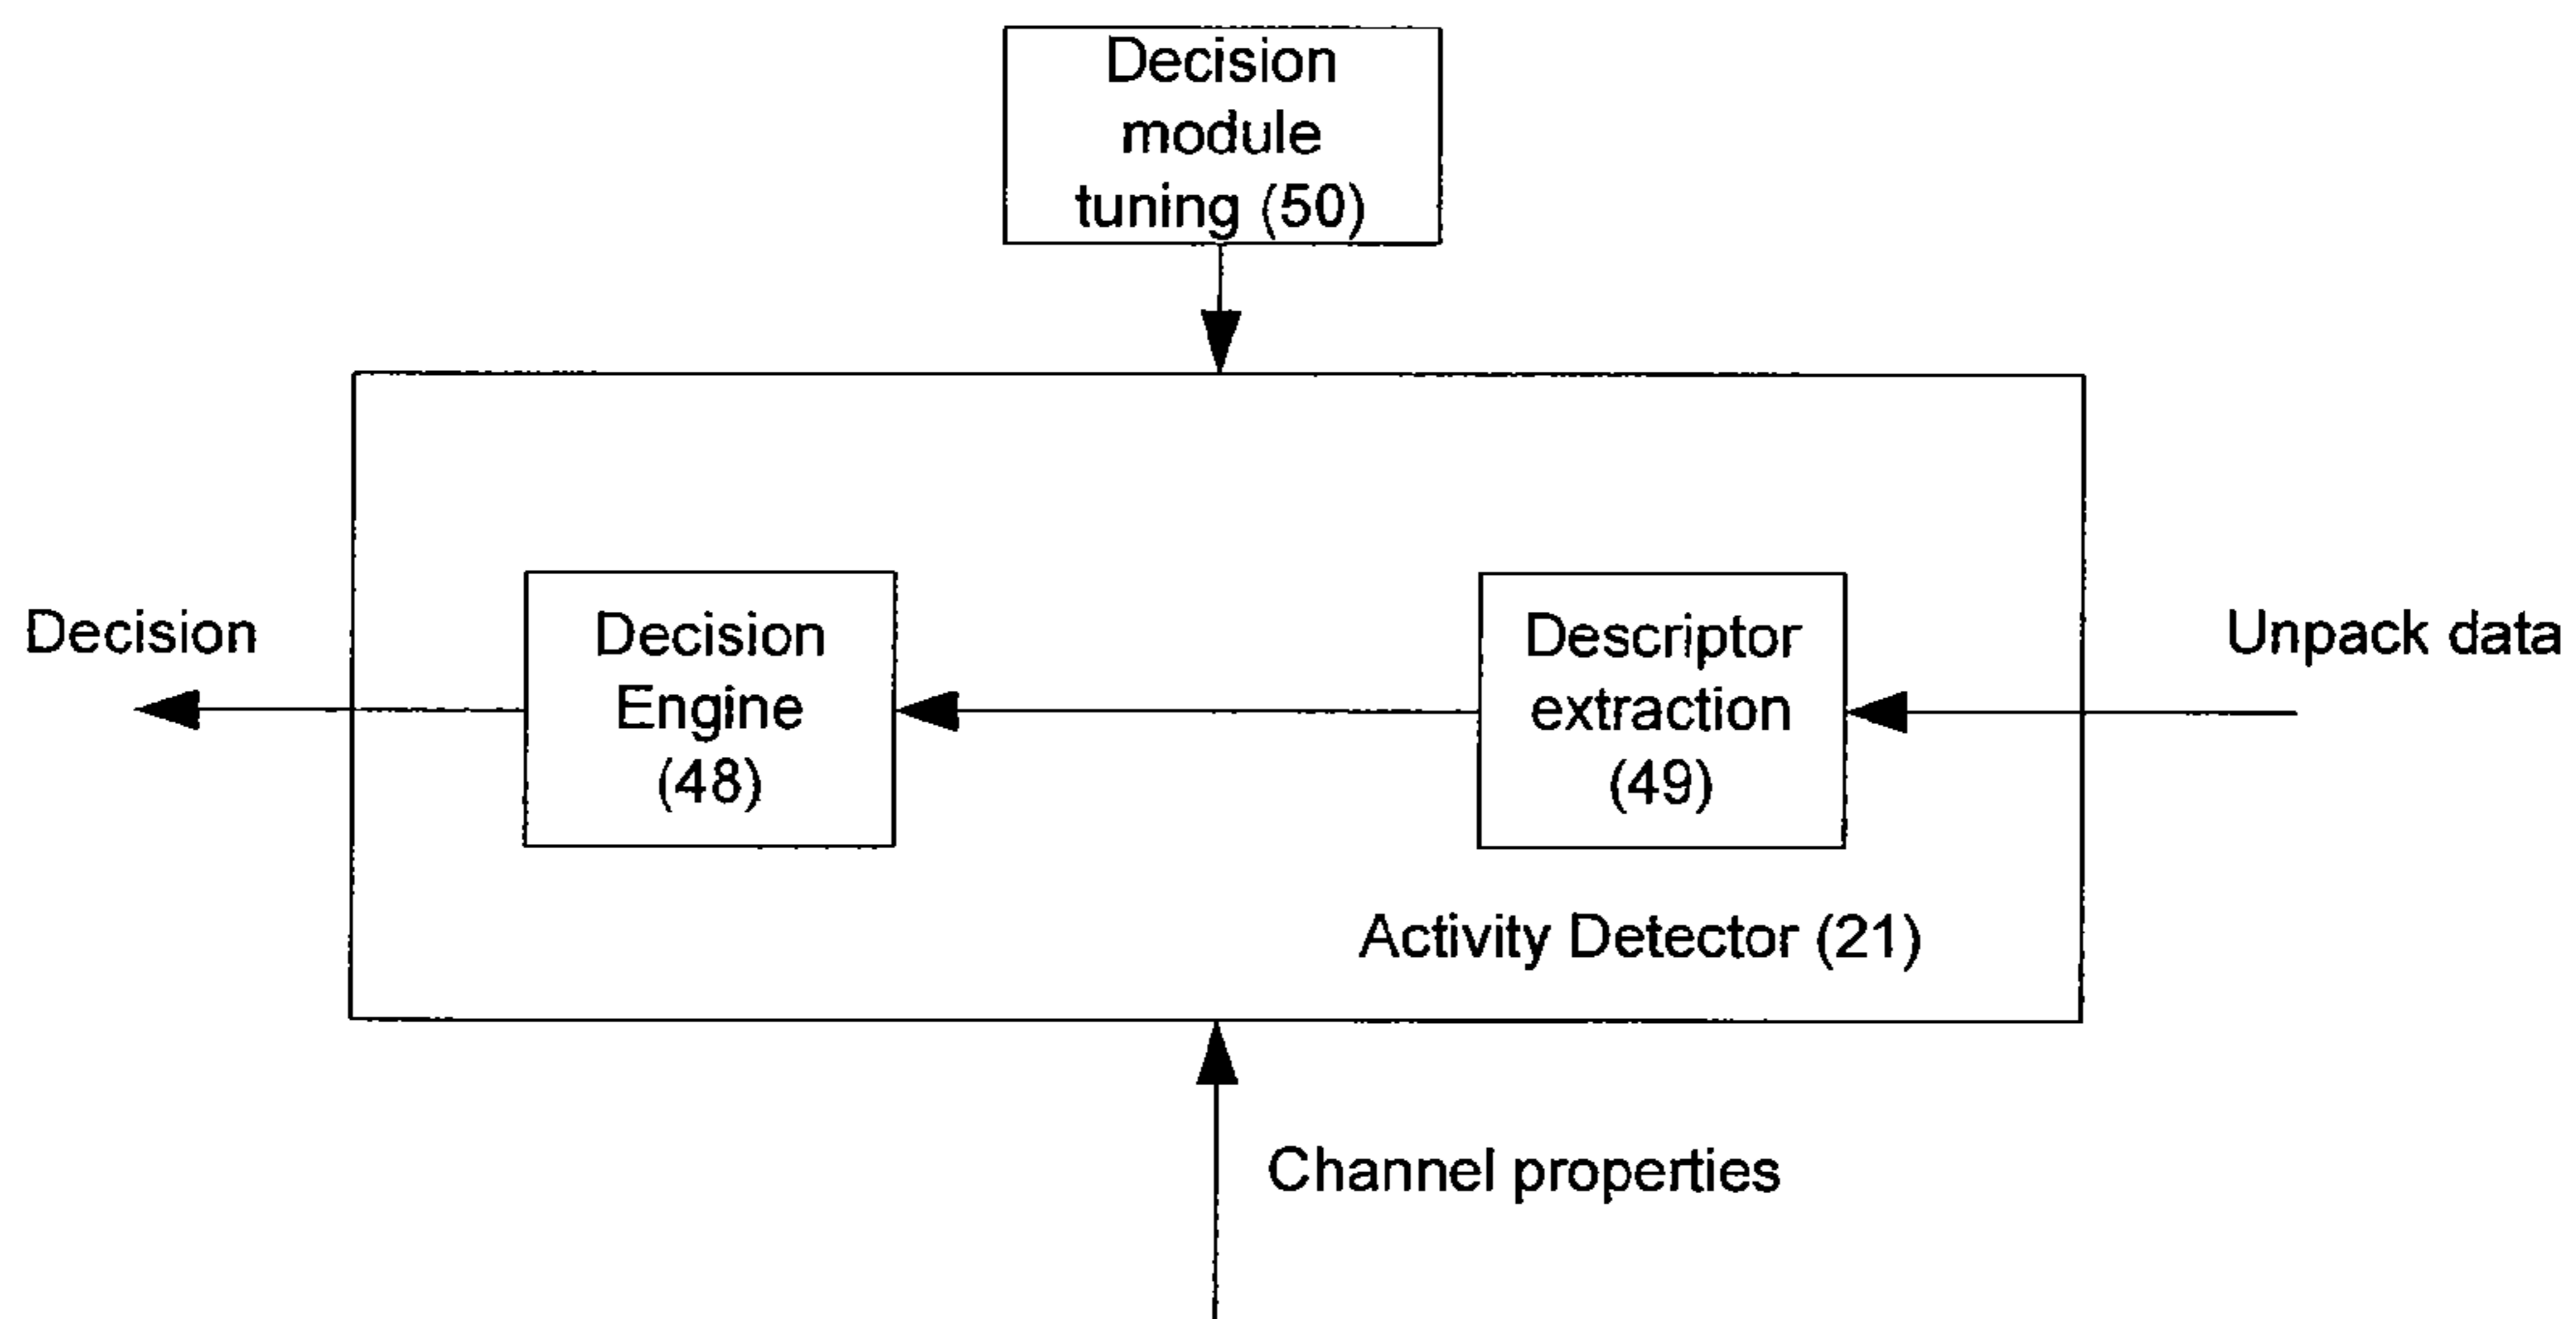 Decision
module
tuning (50)
Decision
Decision
Engine
(48)
Descriptor
extraction
(49)
Unpack data
Activity Detector (21)
Channel properties